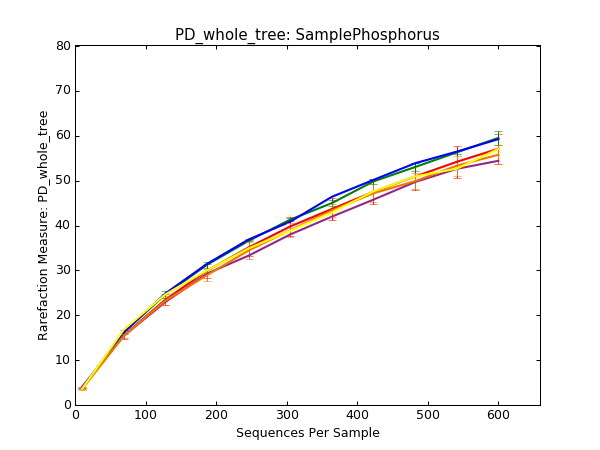 PD_whole_tree: SamplePhosphorus
80
70
60
50
40
30
20
10
0
Rarefaction Measure: PD_whole_tree
0 100 200 300 400 500 600
Sequences Per Sample